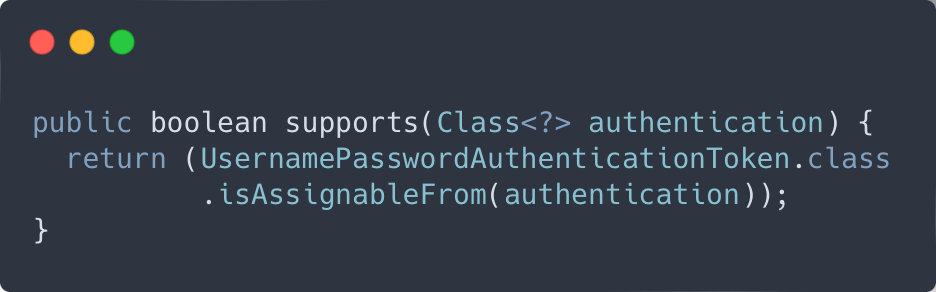 public boolean supports(Class<?> authentication) {
  return (UsernamePasswordAuthenticationToken.class
          .isAssignableFrom(authentication));
}